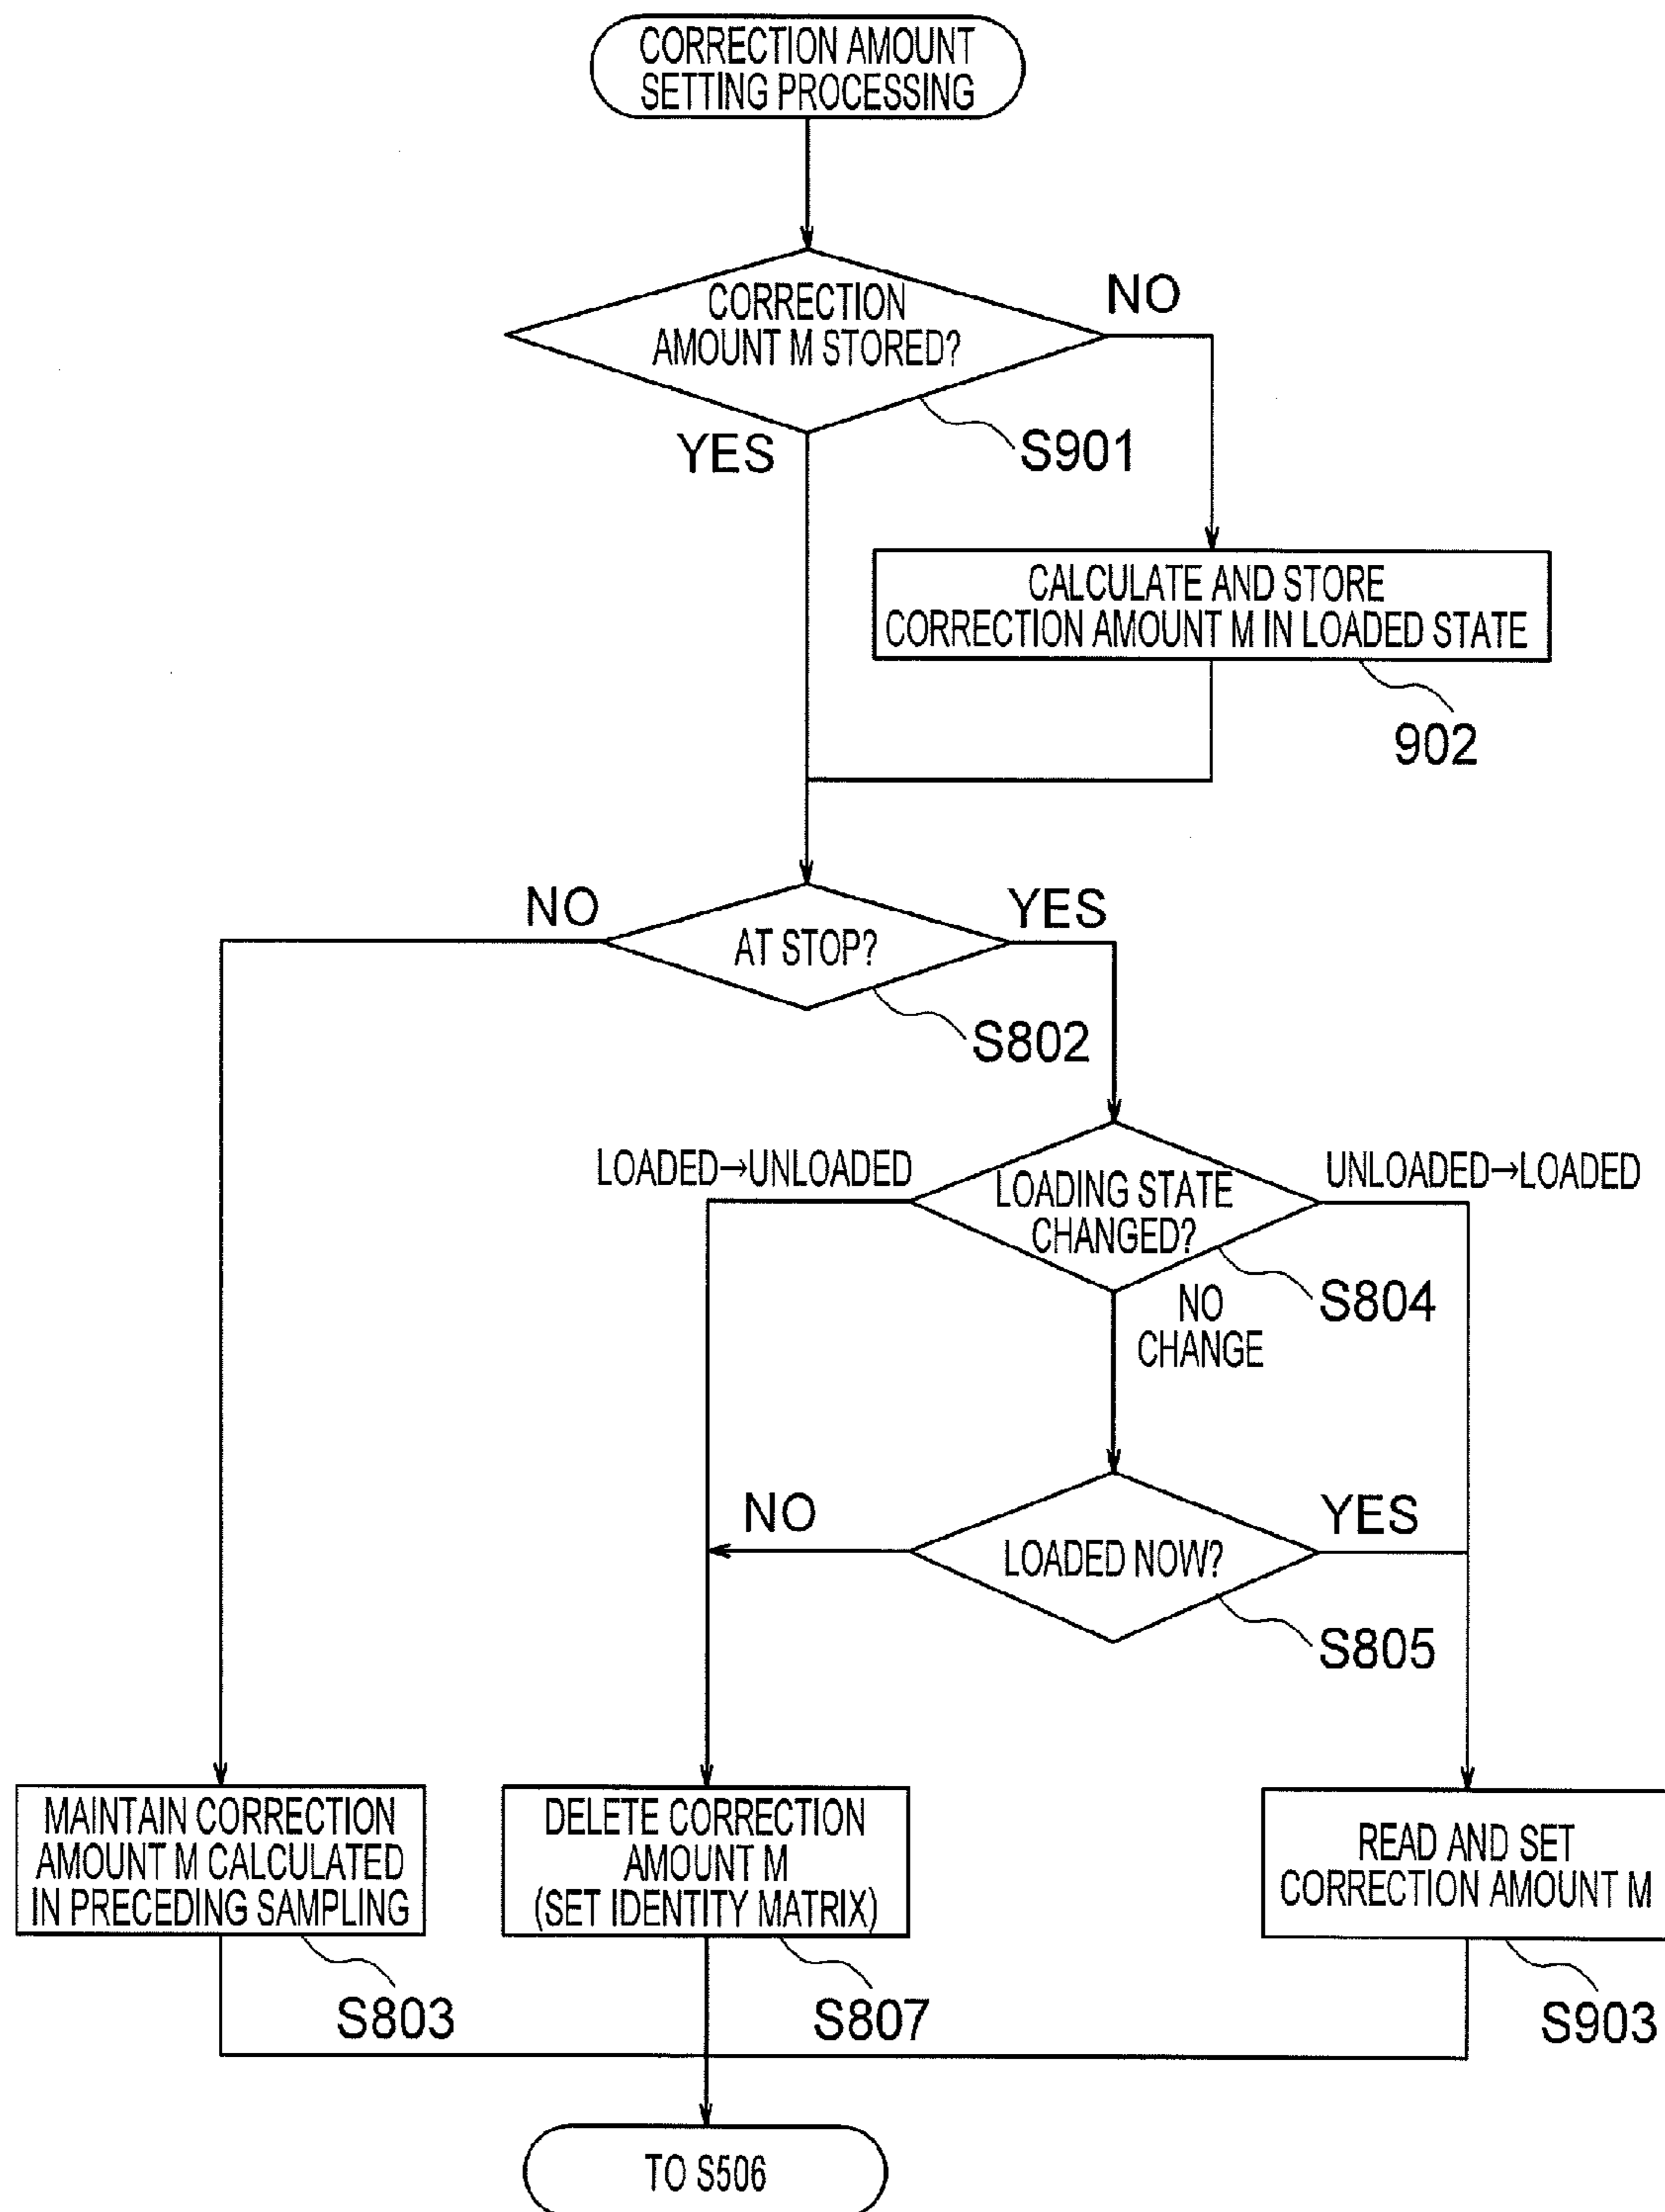 CORRECTION AMOUNT
SETTING PROCESSING
CORRECTION
AMOUNT M STORED?
NO
YES
S901
CALCULATE AND STORE
CORRECTION AMOUNT M IN LOADED STATE
902
NO
YES
AT STOP?
S802
LOADED→UNLOADED
UNLOADED→LOADED
LOADING STATE
CHANGED?
S804
NO
CHANGE
NO
YES
LOADED NOW?
S805
MAINTAIN CORRECTION
AMOUNT M CALCULATED
IN PRECEDING SAMPLING
S803
DELETE CORRECTION
AMOUNT M
(SET IDENTITY MATRIX)
S807
READ AND SET
CORRECTION AMOUNT M
S903
TO S506